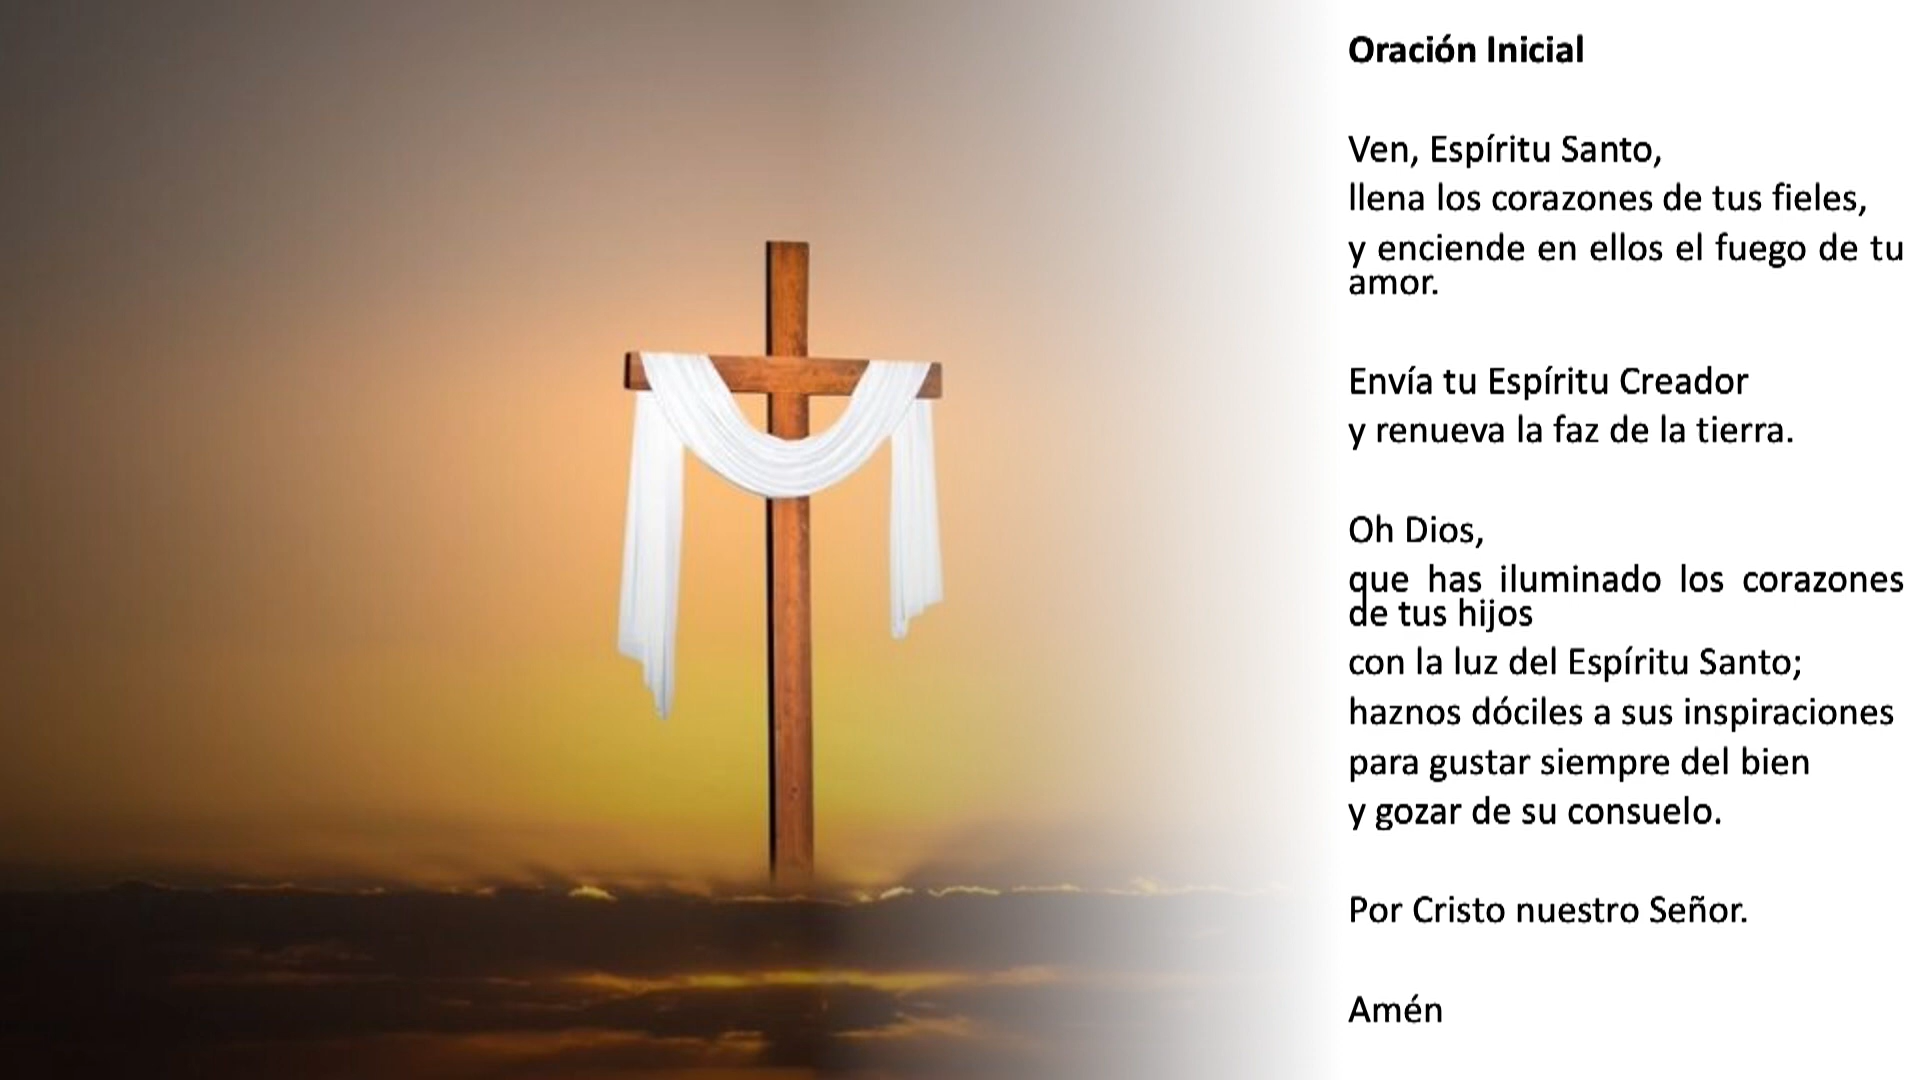 Oración Inicial
Ven, Espíritu Santo,
llena los corazones de tus fieles,
y enciende en ellos el fuego de tu
amor.
Envía tu Espíritu Creador
y renueva la faz de la tierra.
Oh Dios,
que has iluminado los corazones
de tus hijos
con la luz del Espíritu Santo;
haznos dóciles a sus inspiraciones
para gustar siempre del bien
y gozar de su consuelo.
Por Cristo nuestro Señor.
Amén